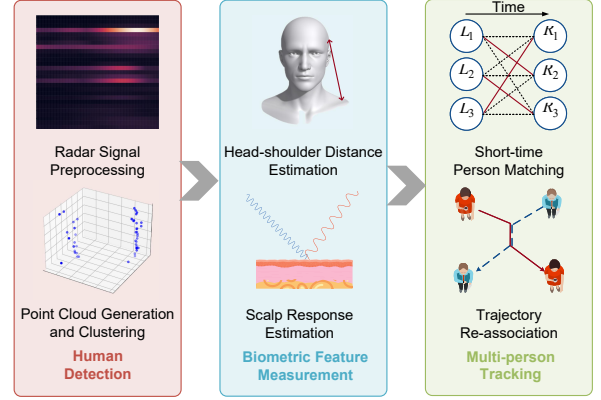 Radar Signal
Preprocessing
Point Cloud Generation
and Clustering
Human
Detection
Head-shoulder Distance
Estimation
Scalp Response
Estimation
Biometric Feature
Measurement
Time
L1 K1
L2 K2
L3 K3
Short-time
Person Matching
Trajectory
Re-association
Multi-person
Tracking